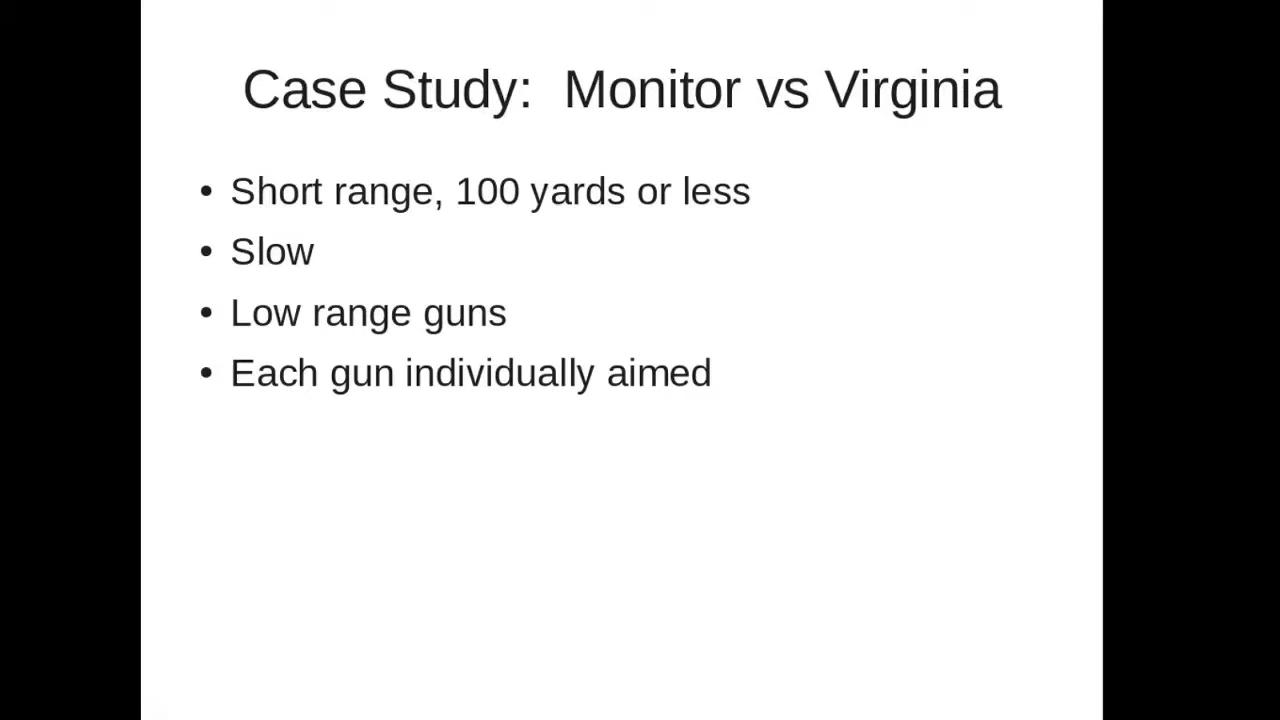 Case Study:  Monitor vs Virginia
• Short range, 100 yards or less
• Slow
• Low range guns
• Each gun individually aimed